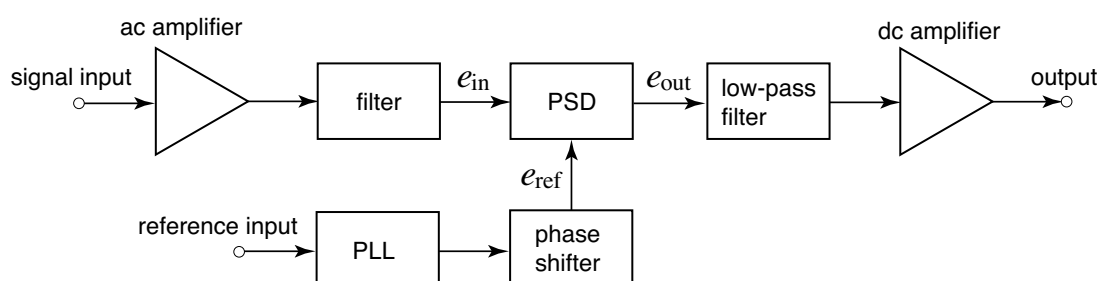 ac amplifier
dc amplifier
signal input
filter
e_in
PSD
e_out
low-pass
filter
output
e_ref
reference input
PLL
phase
shifter